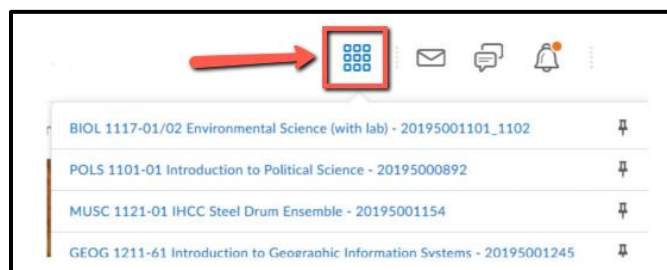 BIOL 1117-01/02 Environmental Science (with lab) - 20195001101_1102
POLS 1101-01 Introduction to Political Science - 20195000892
MUSC 1121-01 IHCC Steel Drum Ensemble - 20195001154
GEOG 1211-61 Introduction to Geographic Information Systems - 20195001245